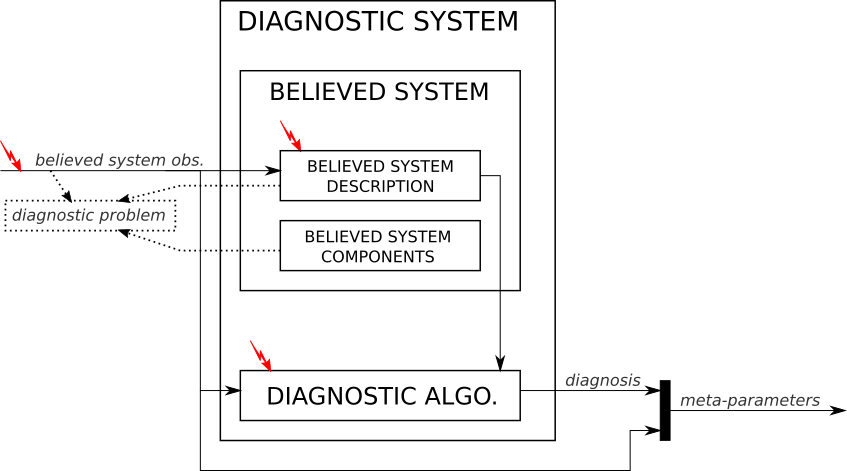 DIAGNOSTIC SYSTEM
BELIEVED SYSTEM
believed system obs.
BELIEVED SYSTEM
DESCRIPTION
diagnostic problem
BELIEVED SYSTEM
COMPONENTS
DIAGNOSTIC ALGO.
diagnosis
meta-parameters